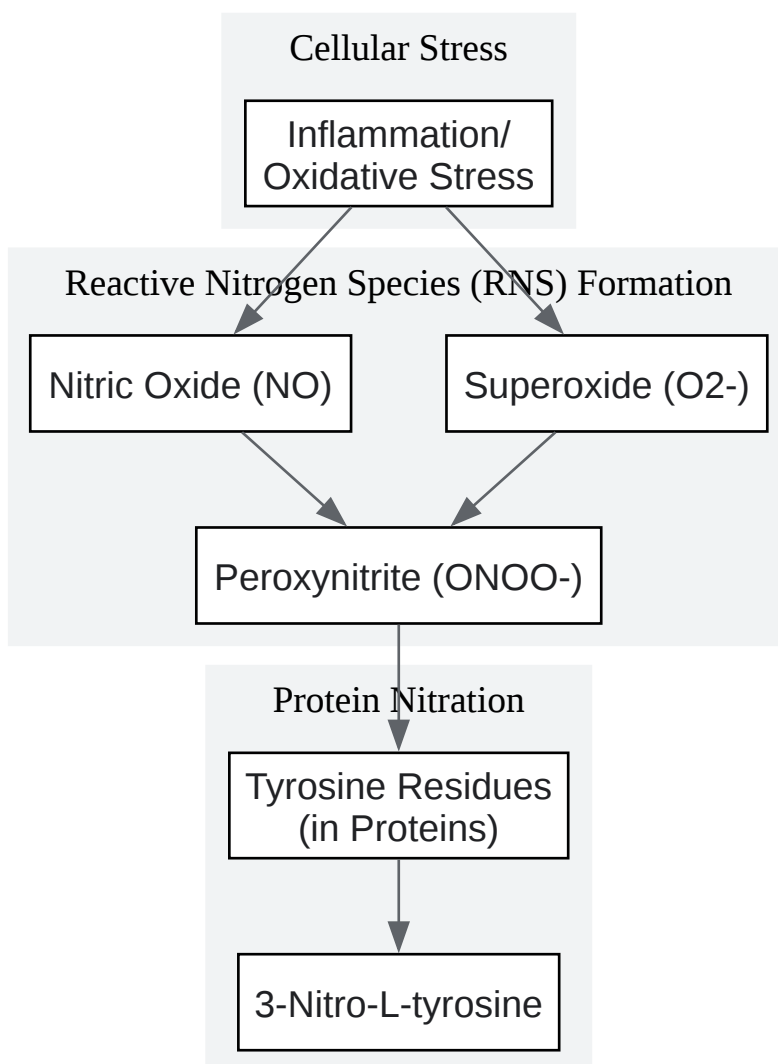 Cellular Stress
Inflammation/
Oxidative Stress
Reactive Nitrogen Species (RNS) Formation
Nitric Oxide (NO)
Superoxide (O2-)
Peroxynitrite (ONOO-)
Protein Nitration
Tyrosine Residues
(in Proteins)
3-Nitro-L-tyrosine